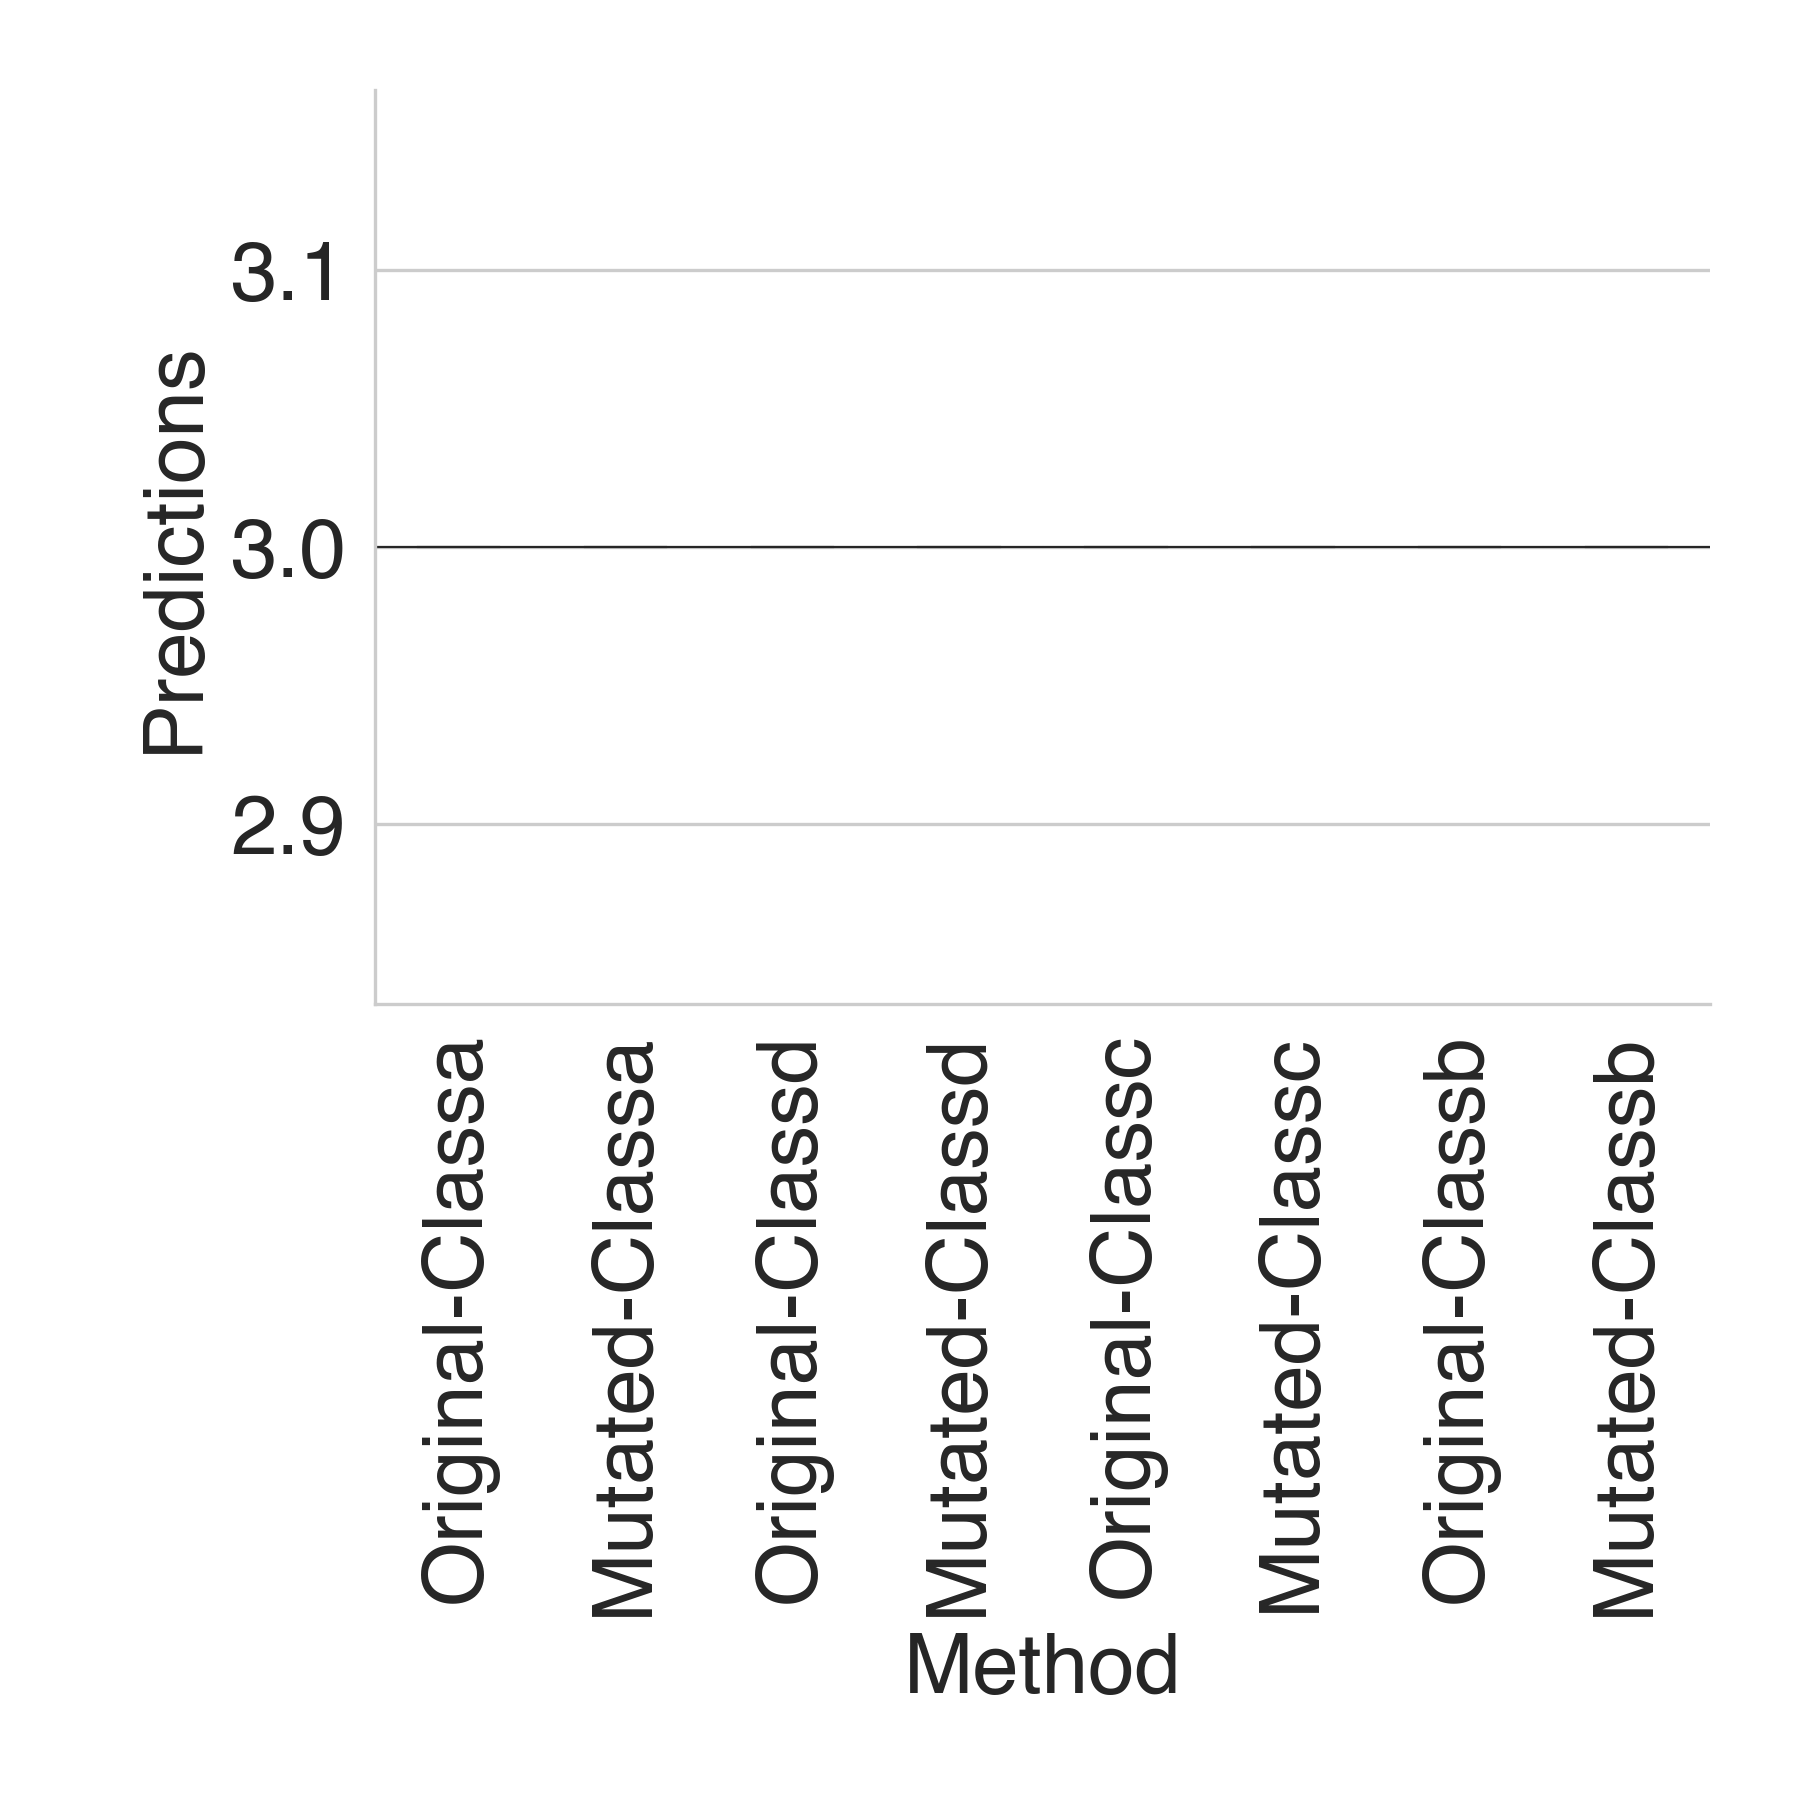 3.1
3.0
2.9
Predictions
Original-Classa
Mutated-Classa
Original-Classd
Mutated-Classd
Original-Classc
Mutated-Classc
Original-Classb
Mutated-Classb
Method